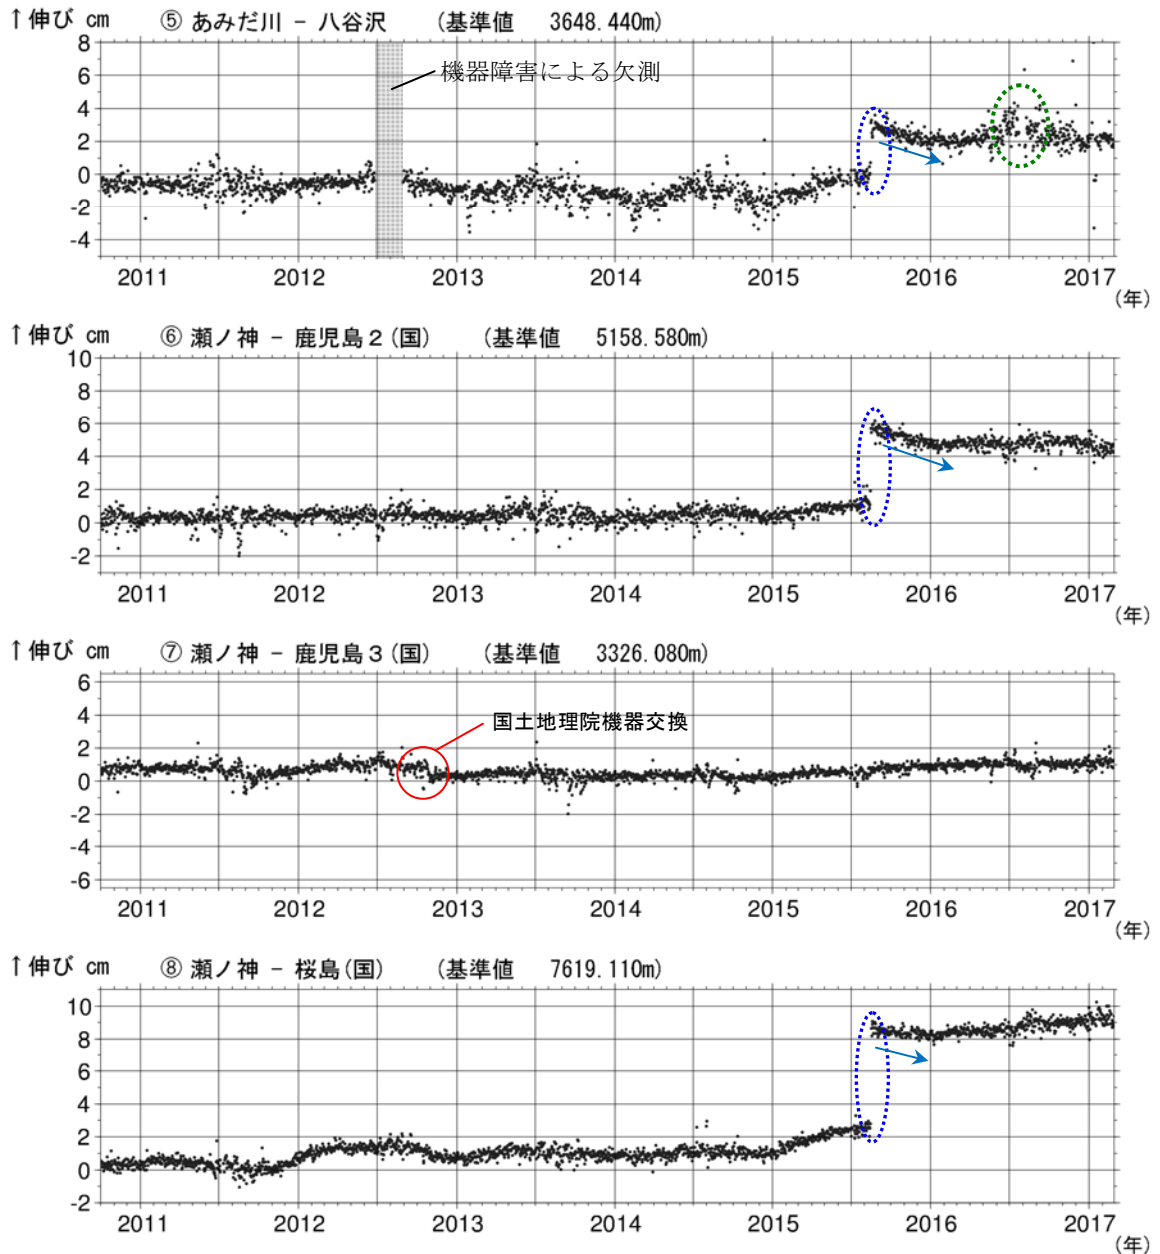 ↑伸び cm ⑤ あみだ川 － 八谷沢 (基準値 3648.440m)
8
6
4
2
0
-2
-4
機器障害による欠測
2011 2012 2013 2014 2015 2016 2017
(年)
↑伸び cm ⑥ 瀬ノ神 － 鹿児島２(国) (基準値 5158.580m)
10
8
6
4
2
0
-2
2011 2012 2013 2014 2015 2016 2017
(年)
↑伸び cm ⑦ 瀬ノ神 － 鹿児島３(国) (基準値 3326.080m)
6
4
2
0
-2
-4
-6
国土地理院機器交換
2011 2012 2013 2014 2015 2016 2017
(年)
↑伸び cm ⑧ 瀬ノ神 － 桜島(国) (基準値 7619.110m)
10
8
6
4
2
0
-2
2011 2012 2013 2014 2015 2016 2017
(年)